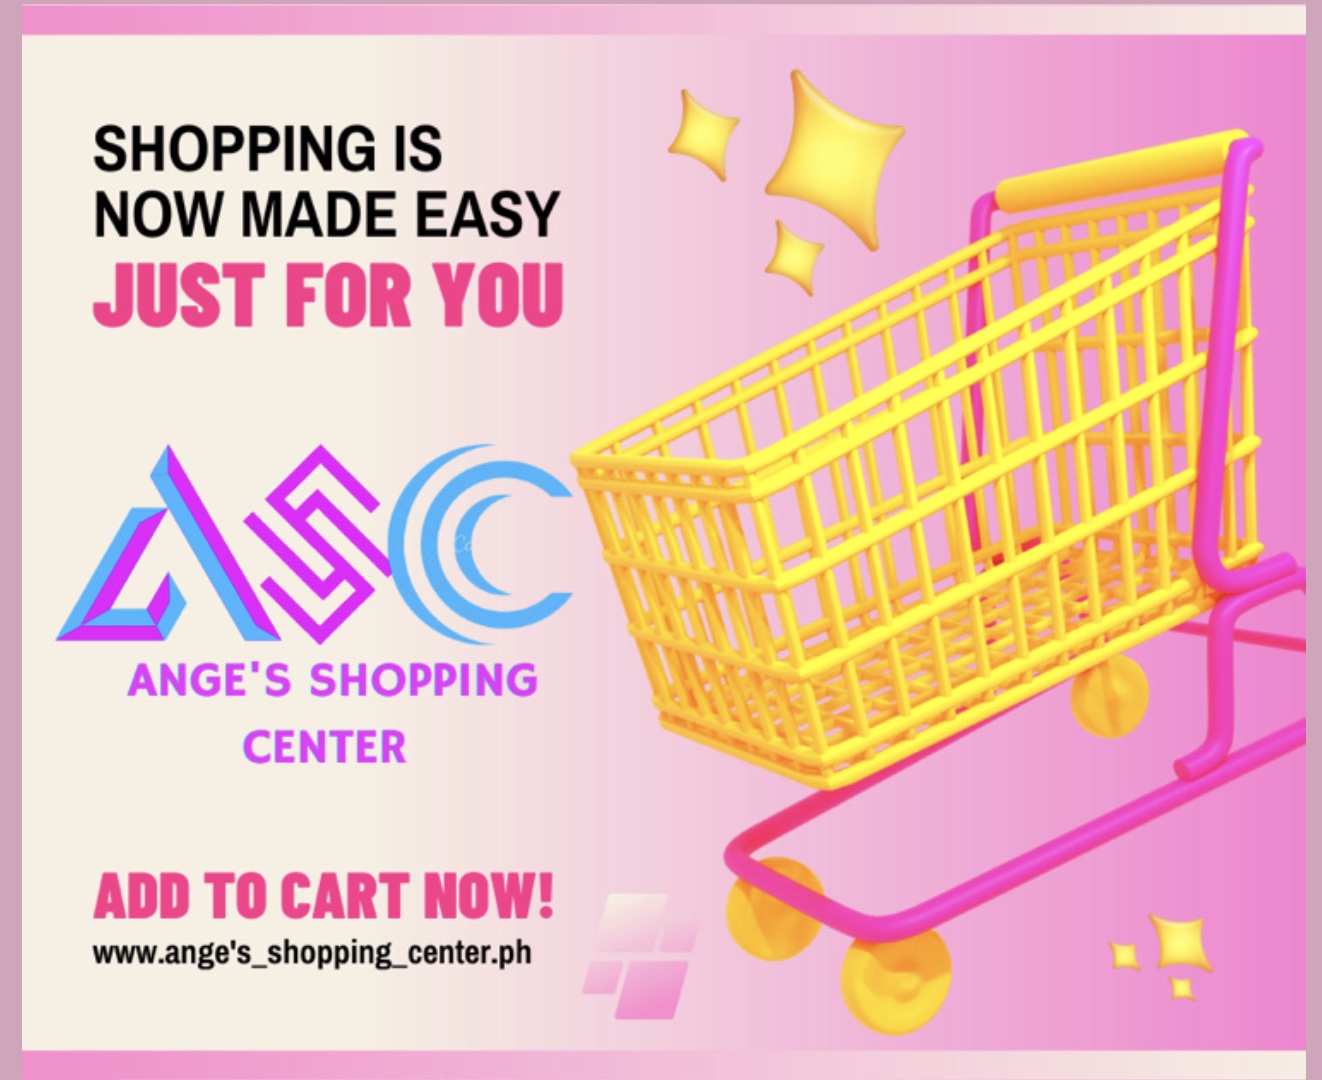 SHOPPING IS
NOW MADE EASY
JUST FOR YOU
ASC
ANGE'S SHOPPING
CENTER
ADD TO CART NOW!
www.ange's_shopping_center.ph